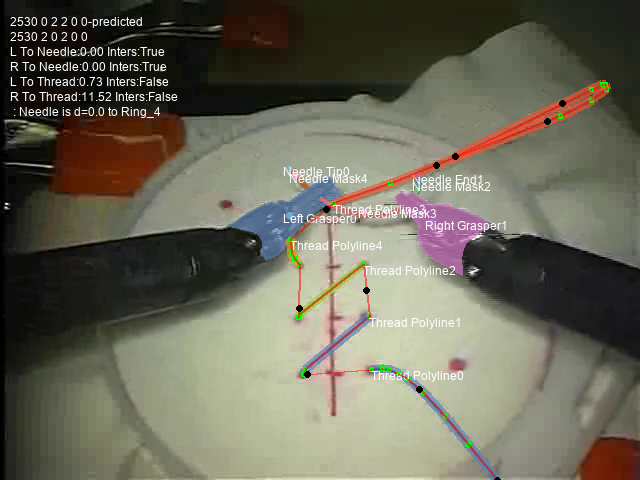 2530 0 2 2 0 0-predicted
2530 2 0 2 0 0
L To Needle:0.00 Inters:True
R To Needle:0.00 Inters:True
L To Thread:0.73 Inters:False
R To Thread:11.52 Inters:False
: Needle is d=0.0 to Ring_4
Needle Tip0
Needle Mask4
Needle End1
Needle Mask2
Thread Polyline3
Needle Mask3
Left Grasper0
Right Grasper1
Thread Polyline4
Thread Polyline2
Thread Polyline1
Thread Polyline0